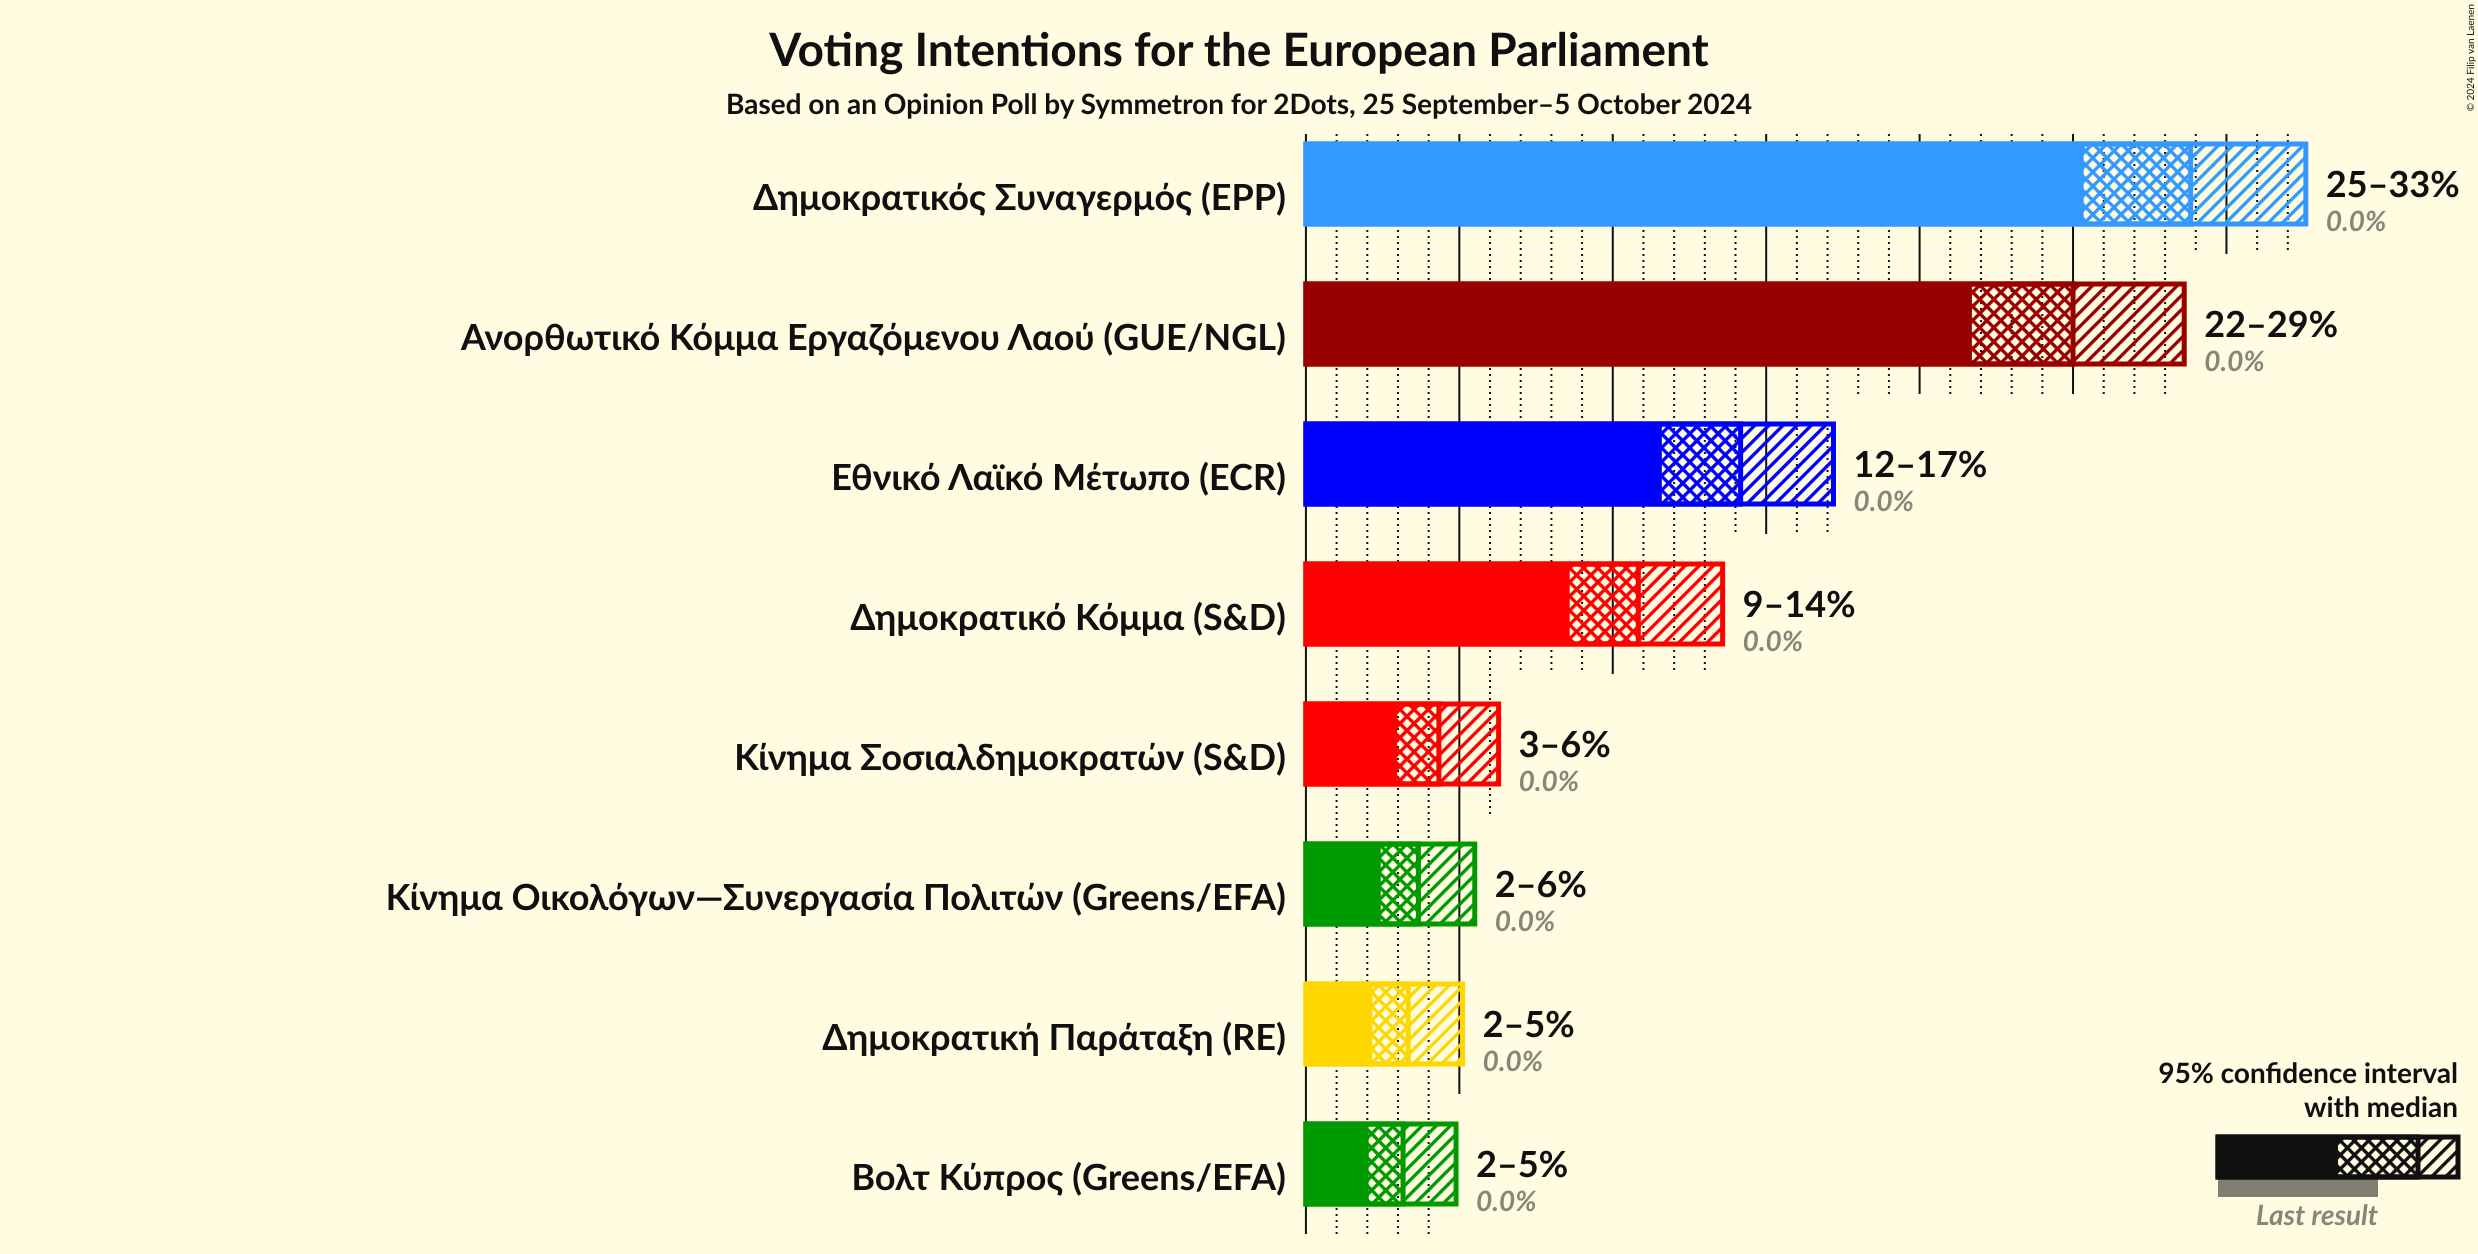 Voting Intentions for the European Parliament
Based on an Opinion Poll by Symmetron for 2Dots, 25 September–5 October 2024
© 2024 Filip van Laenen
Δημοκρατικός Συναγερμός (EPP)
25–33%
0.0%
Ανορθωτικό Κόμμα Εργαζόμενου Λαού (GUE/NGL)
22–29%
0.0%
Εθνικό Λαϊκό Μέτωπο (ECR)
12–17%
0.0%
Δημοκρατικό Κόμμα (S&D)
9–14%
0.0%
Κίνημα Σοσιαλδημοκρατών (S&D)
3–6%
0.0%
Κίνημα Οικολόγων—Συνεργασία Πολιτών (Greens/EFA)
2–6%
0.0%
Δημοκρατική Παράταξη (RE)
2–5%
0.0%
Βολτ Κύπρος (Greens/EFA)
2–5%
0.0%
95% confidence interval
with median
Last result